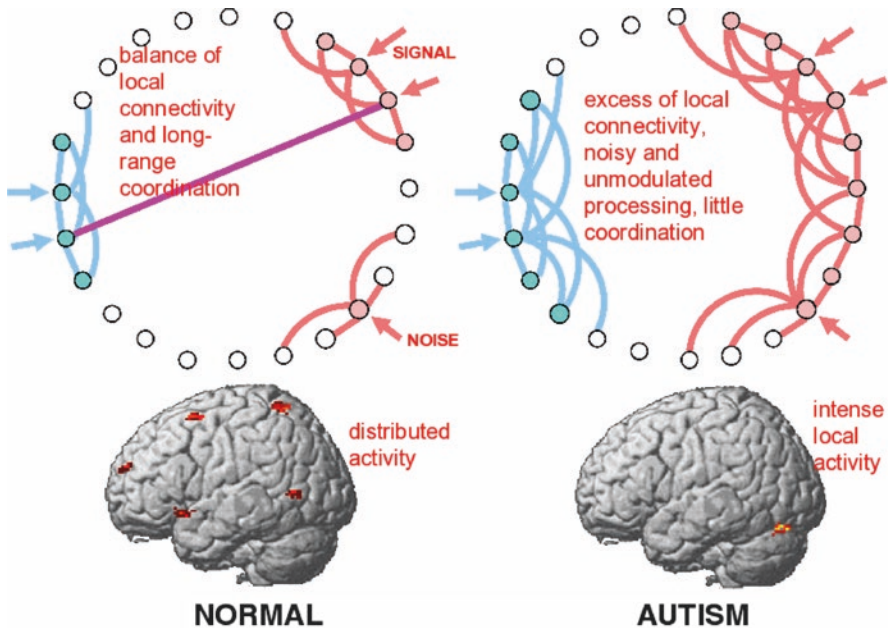 balance of
local
connectivity
and long-
range
coordination
SIGNAL
NOISE
excess of local
connectivity,
noisy and
unmodulated
processing, little
coordination
distributed
activity
intense
local
activity
NORMAL
AUTISM